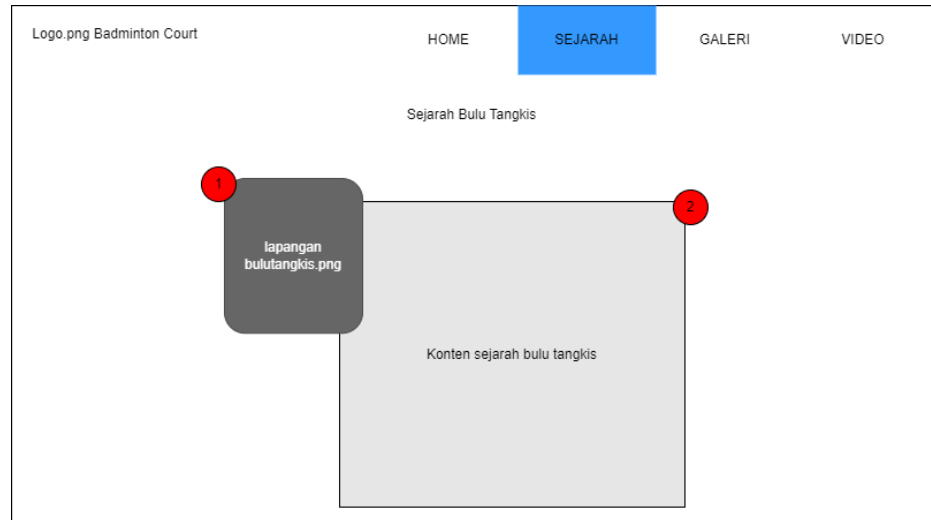 Logo.png Badminton Court
HOME
SEJARAH
GALERI
VIDEO
Sejarah Bulu Tangkis
1
2
lapangan
bulutangkis.png
Konten sejarah bulu tangkis